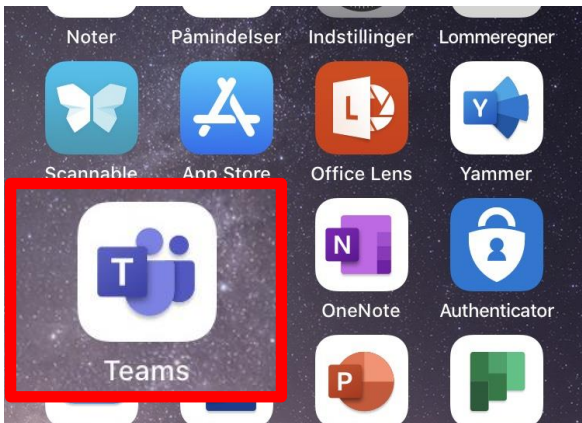 Noter Påmindelser Indstillinger Lommeregner
L Y
Scannable App Store Office Lens Yammer
T
N
OneNote Authenticator
Teams
P